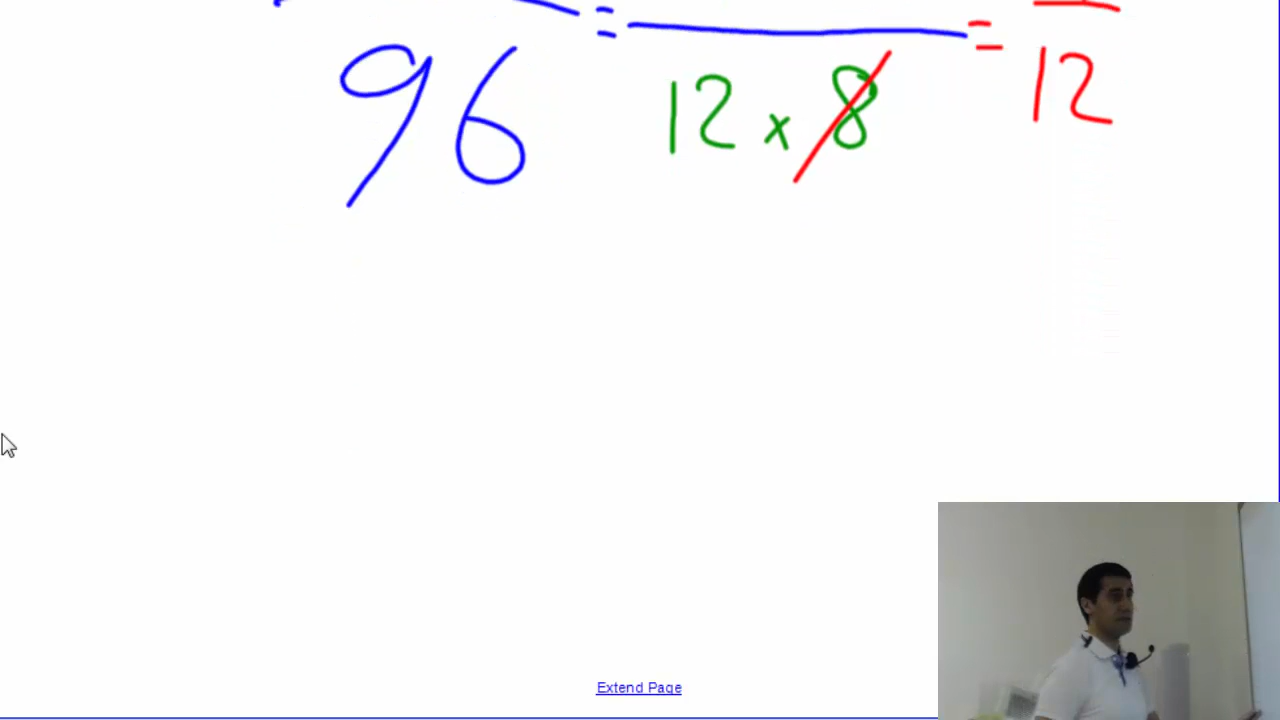 96 = 12 x 8 = 12
Extend Page